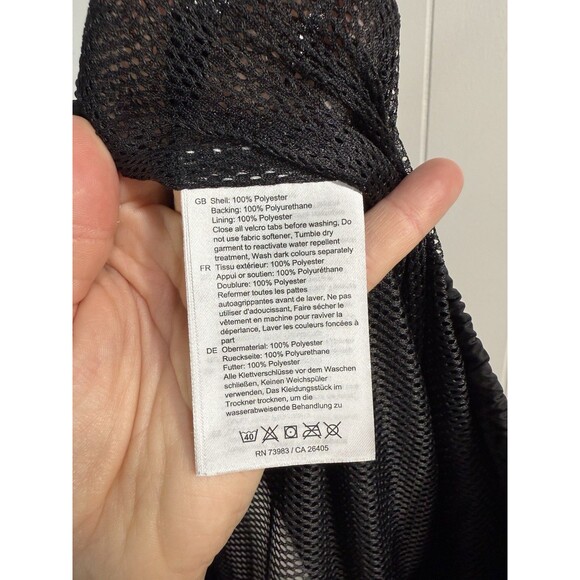 GB Shell: 100% Polyester
Backing: 100% Polyurethane
Lining: 100% Polyester
Close all velcro tabs before washing, Do
not use fabric softener, Tumble dry
garment to reactivate water repellent
treatment, Wash dark colours separately
FR Tissu extérieur: 100% Polyester
Appui or soutien: 100% Polyuréthane
Doublure: 100% Polyester
Refermer toutes les pattes
autoagrippantes avant de laver, Ne pas
utiliser d'adoucissant, Faire sécher le
vêtement en machine pour raviver la
déperlance, Laver les couleurs foncées à
part
DE Obermaterial: 100% Polyester
Rueckseite: 100% Polyurethane
Futter: 100% Polyester
Alle Klettverschlüsse vor dem Waschen
schließen, Keinen Weichspüler
verwenden, Das Kleidungsstück im
Trockner trocknen, um die
wasserabweisende Behandlung zu
40
RN 73983 / CA 26405